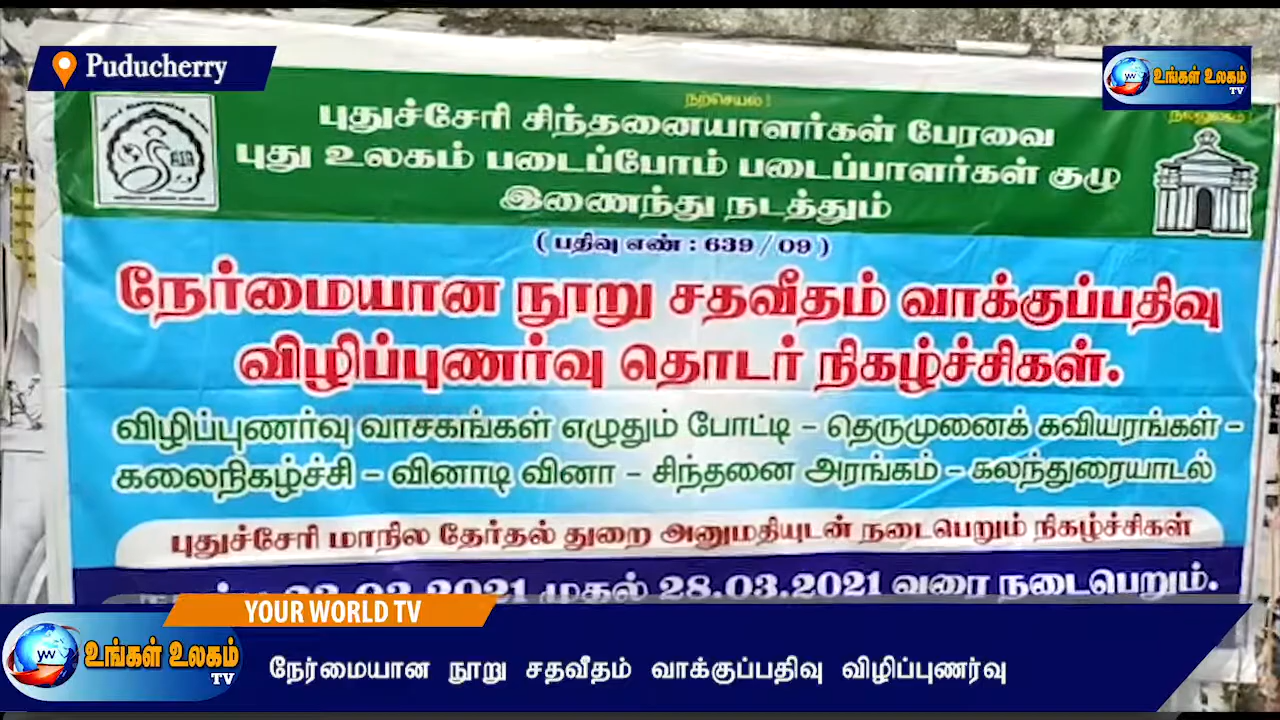 Puducherry
உங்கள் உலகம்
TV
நற்செயல் !
புதுச்சேரி சிந்தனையாளர்கள் பேரவை
புது உலகம் படைப்போம் படைப்பாளர்கள் குழு
இணைந்து நடத்தும்
( பதிவு எண் : 639 / 09 )
நேர்மையான நூறு சதவீதம் வாக்குப்பதிவு
விழிப்புணர்வு தொடர் நிகழ்ச்சிகள்.
விழிப்புணர்வு வாசகங்கள் எழுதும் போட்டி – தெருமுனைக் கவியரங்கள் –
கலைநிகழ்ச்சி – வினாடி வினா – சிந்தனை அரங்கம் – கலந்துரையாடல்
புதுச்சேரி மாநில தேர்தல் துறை அனுமதியுடன் நடைபெறும் நிகழ்ச்சிகள்
முதல் 28.03.2021 வரை நடைபெறும்.
YOUR WORLD TV
yw உங்கள் உலகம்
TV
நேர்மையான நூறு சதவீதம் வாக்குப்பதிவு விழிப்புணர்வு